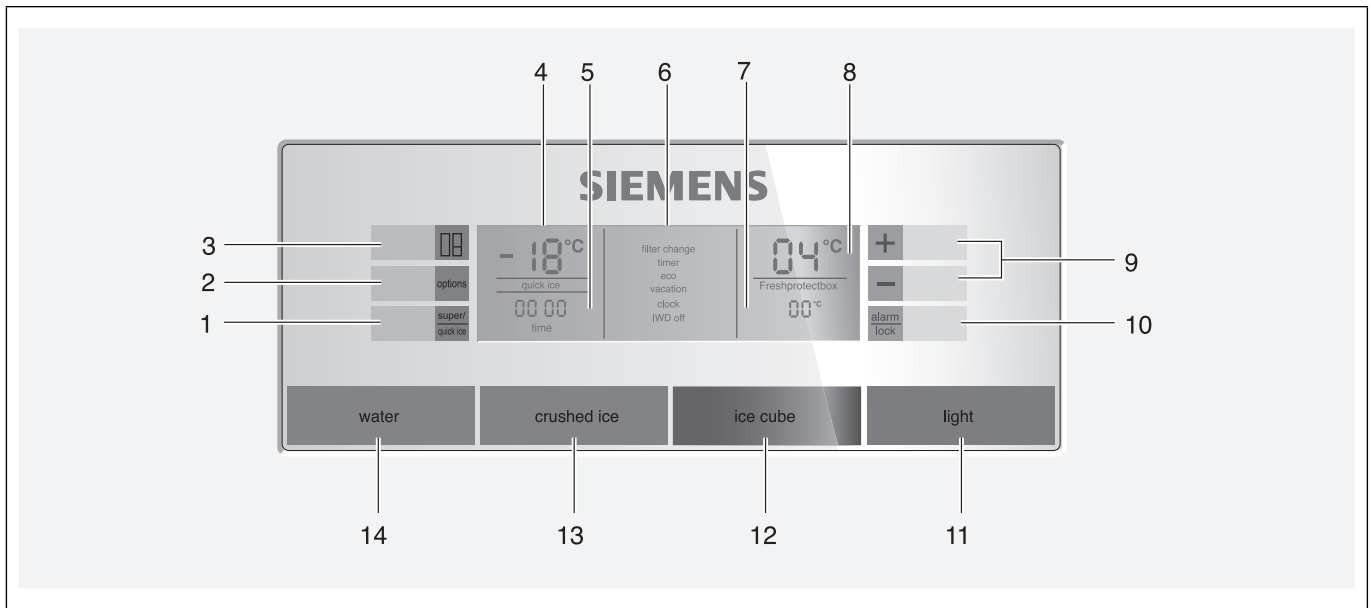 4 5 6 7 8
SIEMENS
3
2
options
1
super/
quick ice
- 18 °C
quick ice
00 00
time
filter change
timer
eco
vacation
clock
IWD off
04 °C
Freshprotectbox
00 °C
+
−
9
alarm
lock
10
water
crushed ice
ice cube
light
14 13 12 11